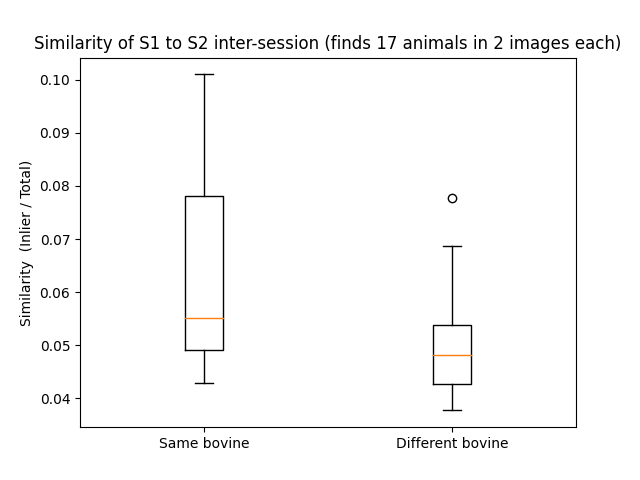 Similarity of S1 to S2 inter-session (finds 17 animals in 2 images each)
Similarity (Inlier / Total)
0.10
0.09
0.08
0.07
0.06
0.05
0.04
Same bovine
Different bovine